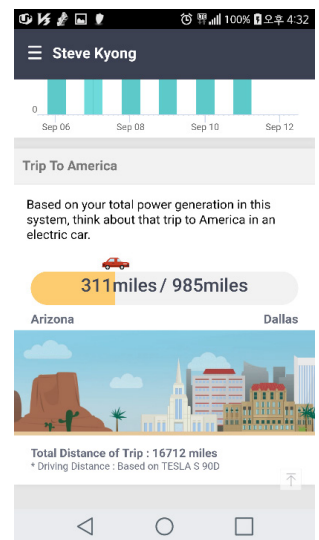 100% 오후 4:32
Steve Kyong
0
Sep 06 Sep 08 Sep 10 Sep 12
Trip To America
Based on your total power generation in this
system, think about that trip to America in an
electric car.
311miles / 985miles
Arizona Dallas
Total Distance of Trip : 16712 miles
* Driving Distance : Based on TESLA S 90D